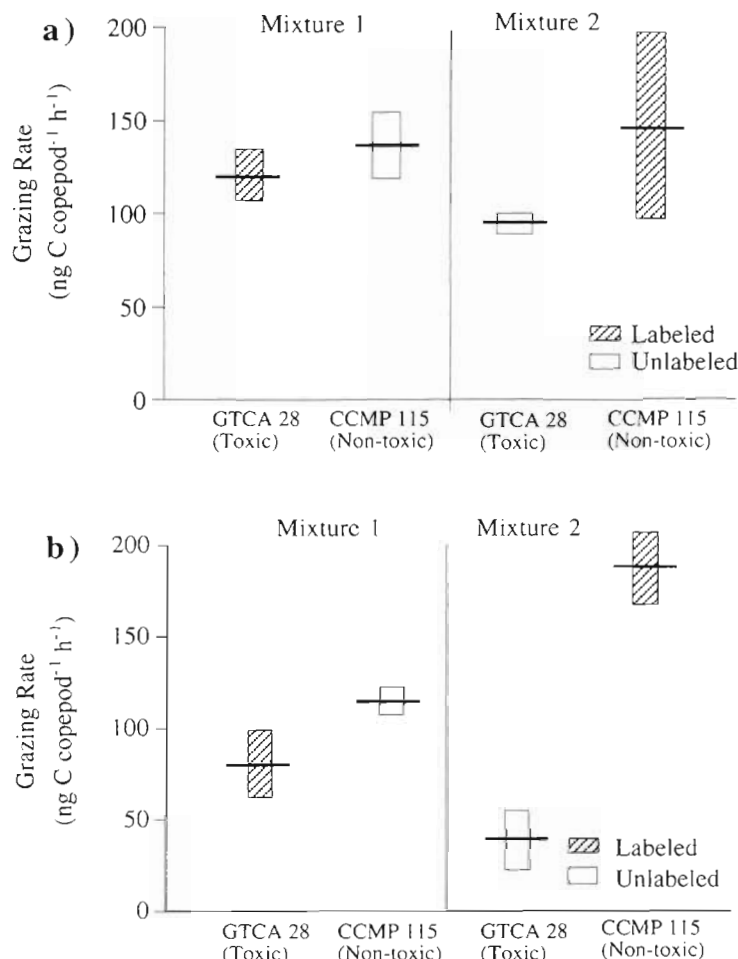 a)
Mixture 1
Mixture 2
Grazing Rate
(ng C copepod⁻¹ h⁻¹)
200
150
100
50
0
Labeled
Unlabeled
GTCA 28
(Toxic)
CCMP 115
(Non-toxic)
GTCA 28
(Toxic)
CCMP 115
(Non-toxic)
b)
Mixture 1
Mixture 2
Grazing Rate
(ng C copepod⁻¹ h⁻¹)
200
150
100
50
0
Labeled
Unlabeled
GTCA 28
(Toxic)
CCMP 115
(Non-toxic)
GTCA 28
(Toxic)
CCMP 115
(Non-toxic)